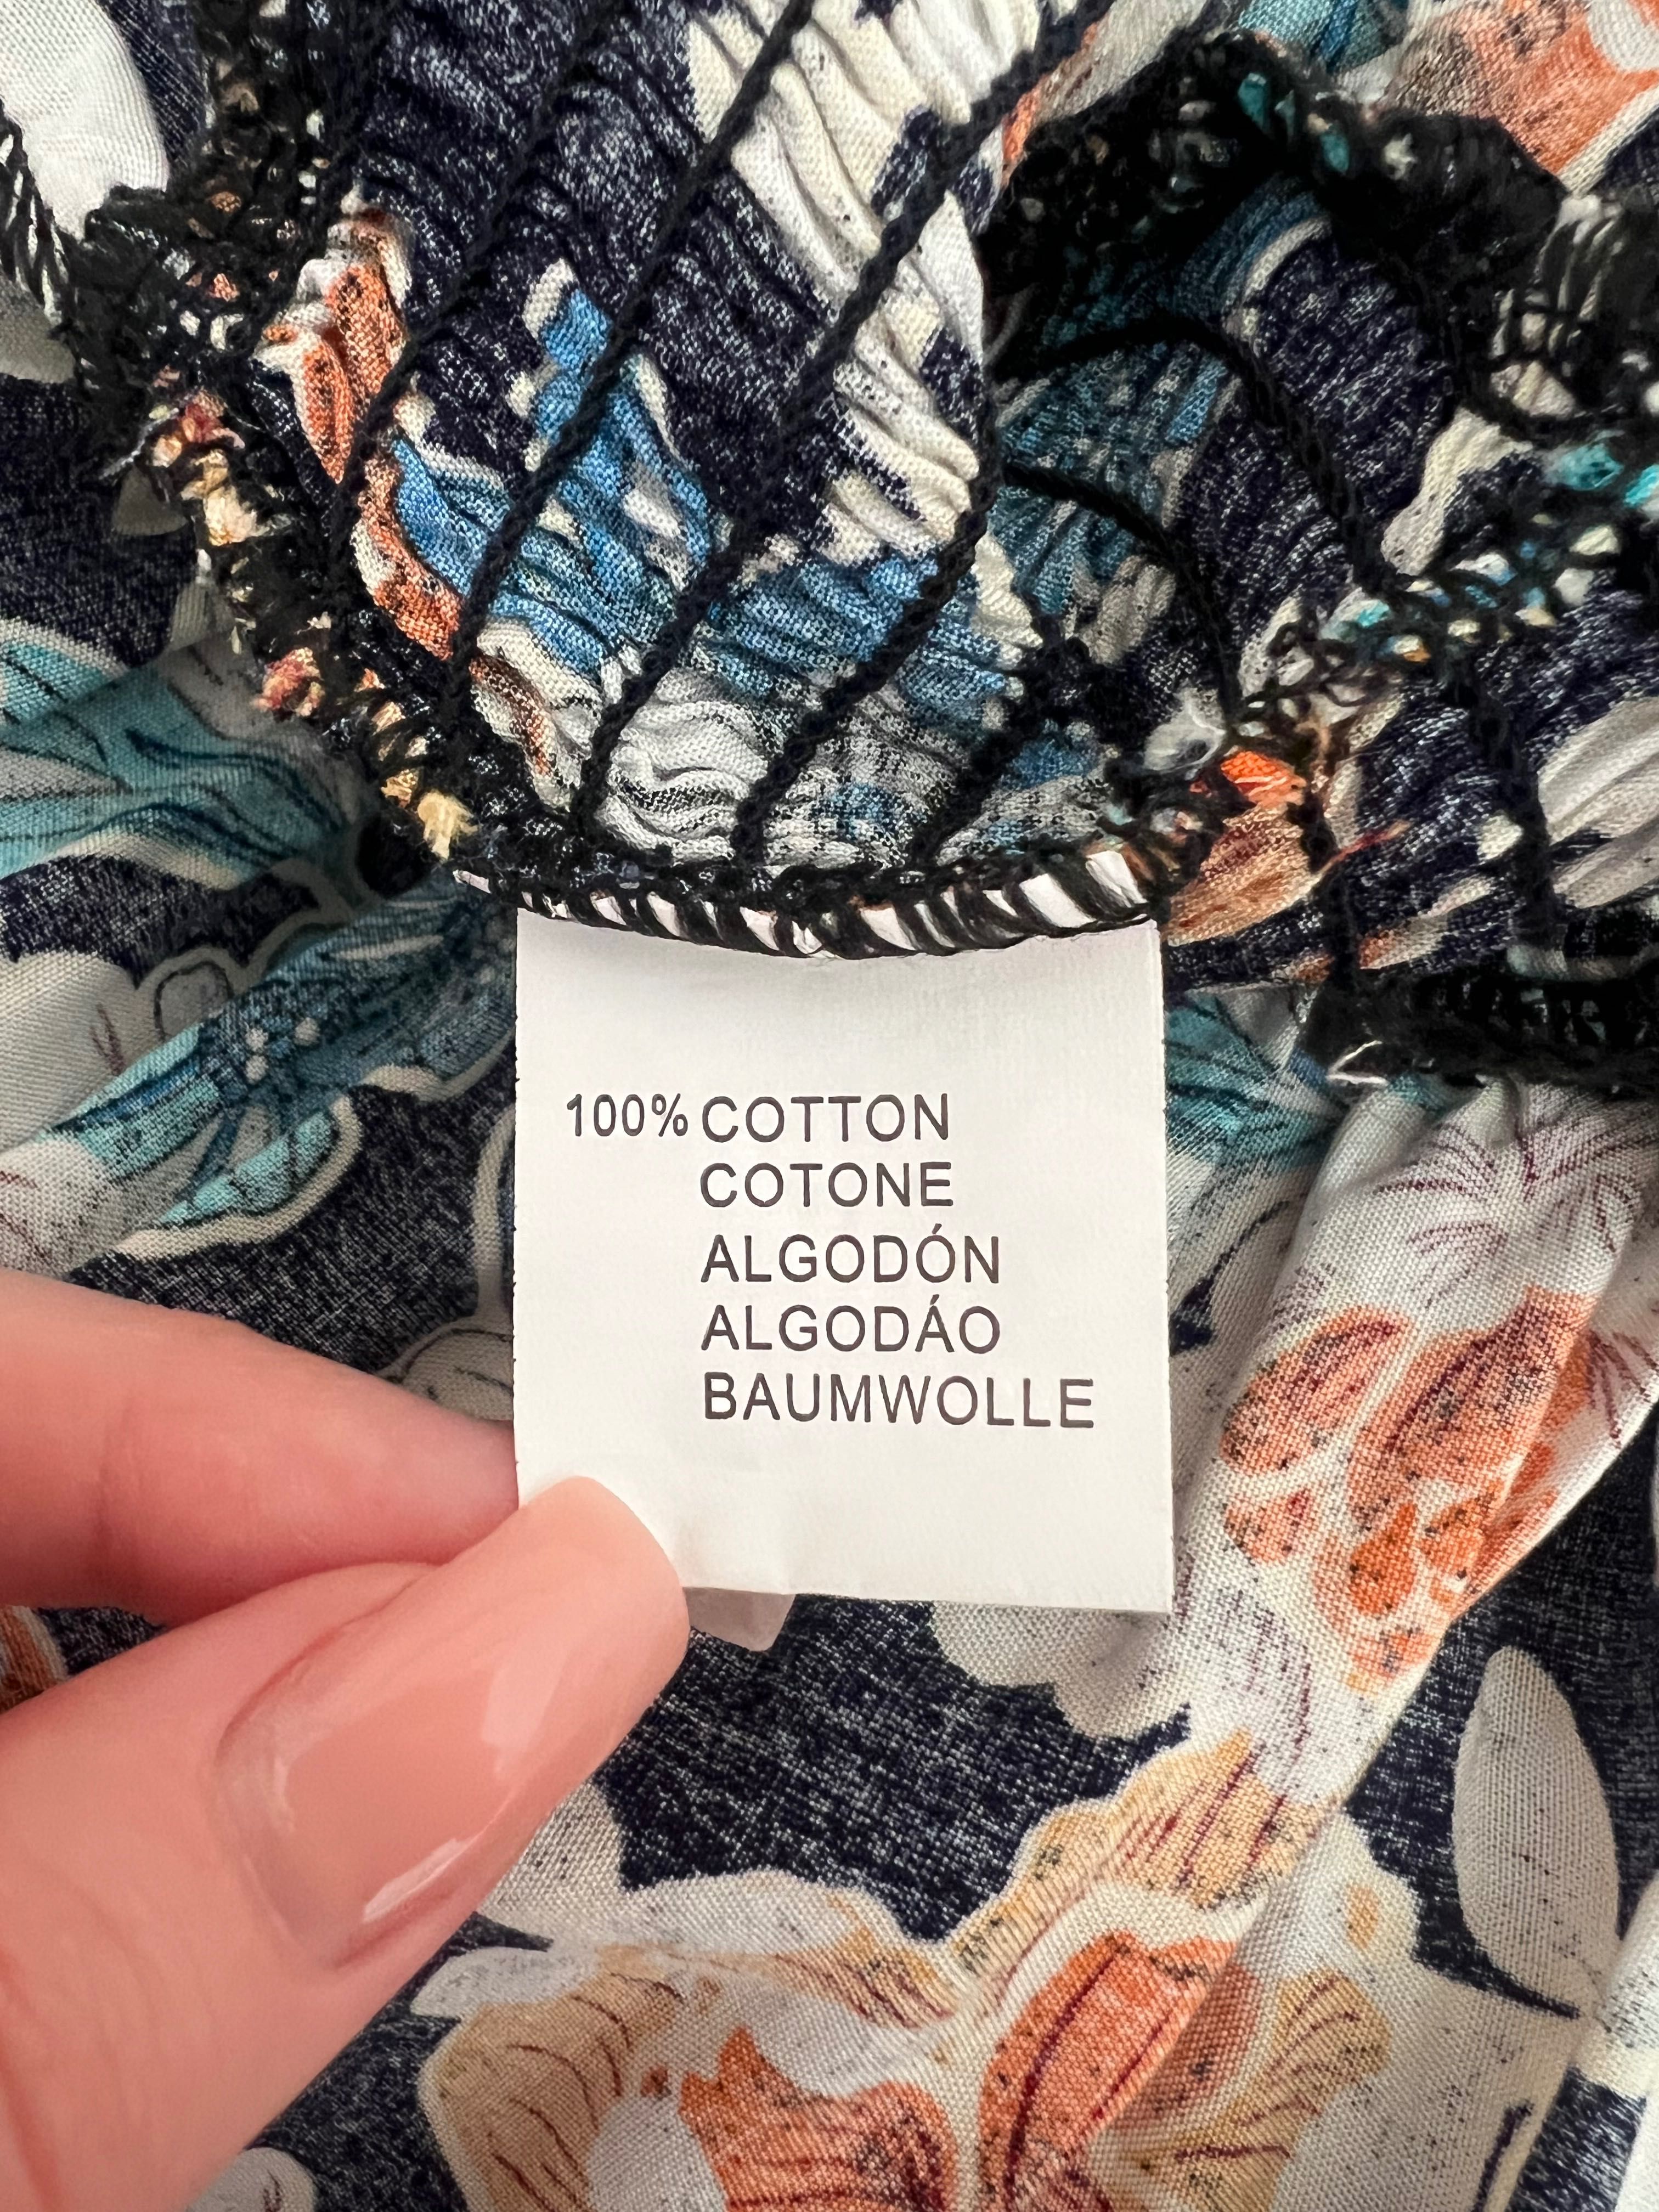 100% COTTON
COTONE
ALGODÓN
ALGODÁO
BAUMWOLLE